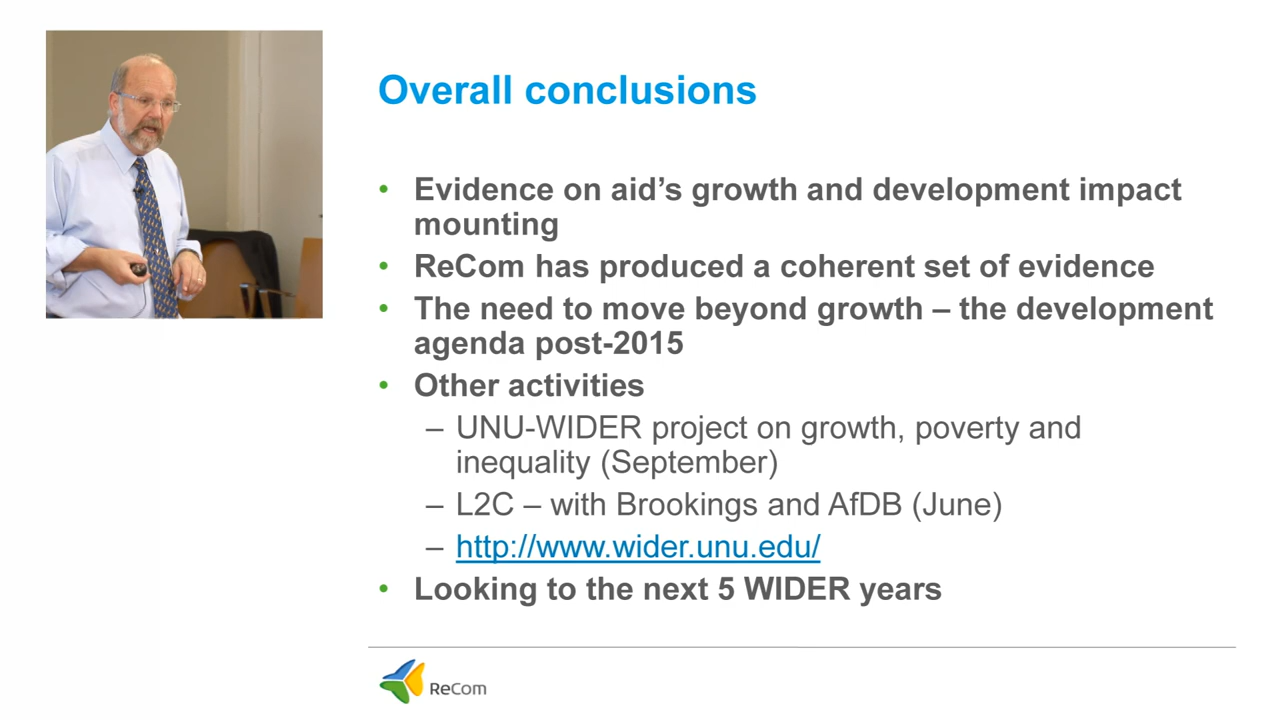 Overall conclusions
• Evidence on aid’s growth and development impact
mounting
• ReCom has produced a coherent set of evidence
• The need to move beyond growth – the development
agenda post-2015
• Other activities
– UNU-WIDER project on growth, poverty and
inequality (September)
– L2C – with Brookings and AfDB (June)
– http://www.wider.unu.edu/
• Looking to the next 5 WIDER years
ReCom